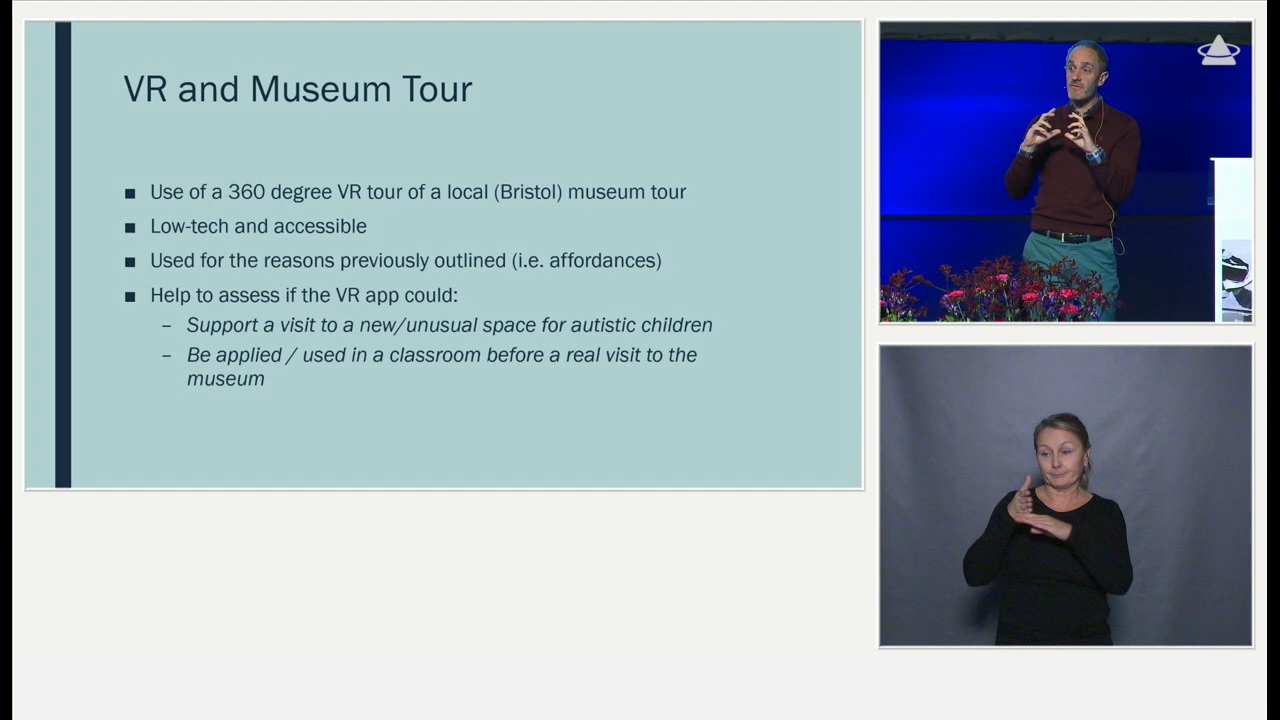 VR and Museum Tour
■ Use of a 360 degree VR tour of a local (Bristol) museum tour
■ Low-tech and accessible
■ Used for the reasons previously outlined (i.e. affordances)
■ Help to assess if the VR app could:
– Support a visit to a new/unusual space for autistic children
– Be applied / used in a classroom before a real visit to the
museum